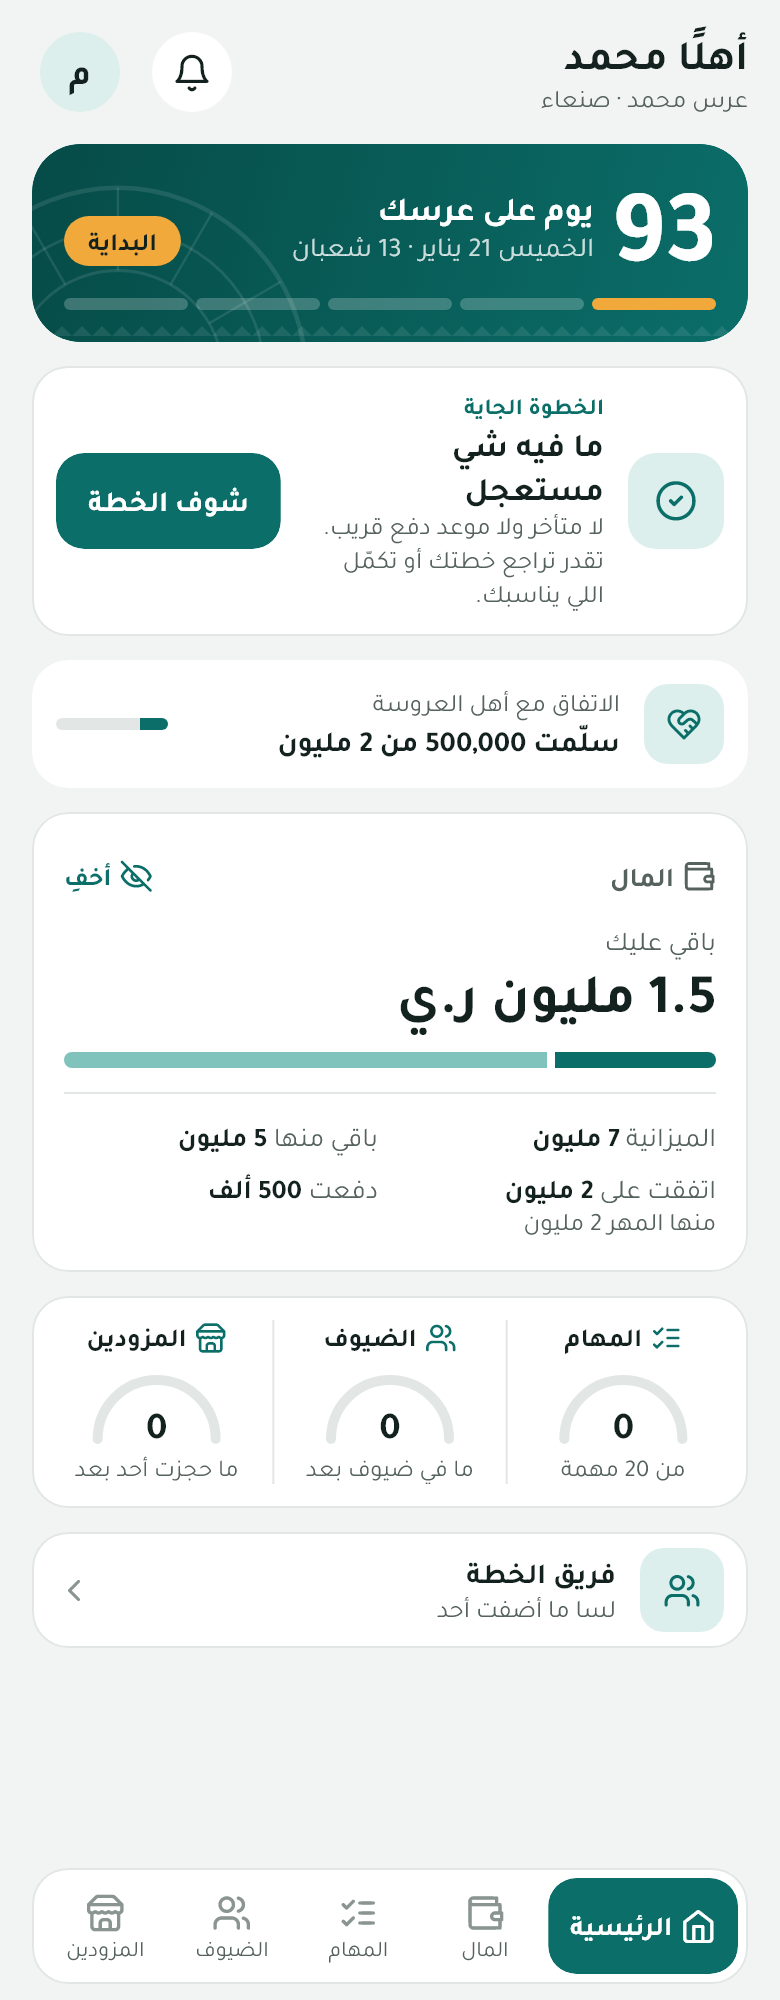 أهلًا محمد
عرس محمد · صنعاء
م
93
يوم على عرسك
الخميس 21 يناير · 13 شعبان
البداية
الخطوة الجاية
ما فيه شي
مستعجل
لا متأخر ولا موعد دفع قريب.
تقدر تراجع خطتك أو تكمّل
اللي يناسبك.
شوف الخطة
الاتفاق مع أهل العروسة
سلّمت 500,000 من 2 مليون
المال
أخفِ
باقي عليك
1.5 مليون ر.ي
الميزانية 7 مليون
باقي منها 5 مليون
اتفقت على 2 مليون
منها المهر 2 مليون
دفعت 500 ألف
المهام
0
من 20 مهمة
الضيوف
0
ما في ضيوف بعد
المزودين
0
ما حجزت أحد بعد
فريق الخطة
لسا ما أضفت أحد
الرئيسية
المال
المهام
الضيوف
المزودين